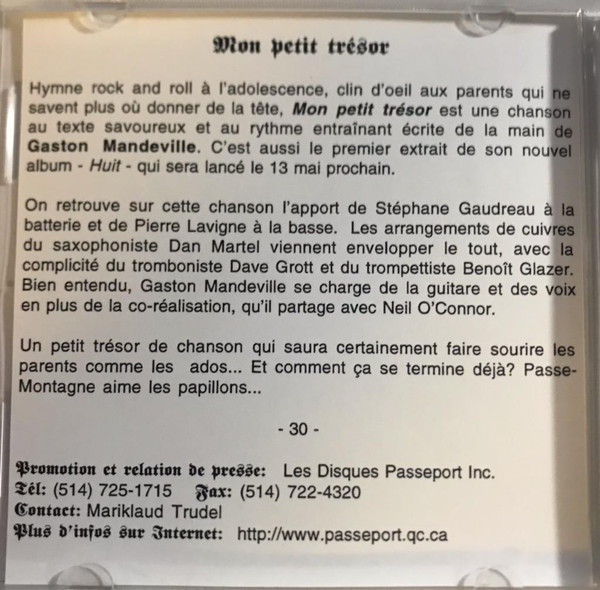 Mon petit trésor
Hymne rock and roll à l'adolescence, clin d'oeil aux parents qui ne
savent plus où donner de la tête, Mon petit trésor est une chanson
au texte savoureux et au rythme entraînant écrite de la main de
Gaston Mandeville. C'est aussi le premier extrait de son nouvel
album - Huit - qui sera lancé le 13 mai prochain.
On retrouve sur cette chanson l'apport de Stéphane Gaudreau à la
batterie et de Pierre Lavigne à la basse. Les arrangements de cuivres
du saxophoniste Dan Martel viennent envelopper le tout, avec la
complicité du tromboniste Dave Grott et du trompettiste Benoît Glazer.
Bien entendu, Gaston Mandeville se charge de la guitare et des voix
en plus de la co-réalisation, qu'il partage avec Neil O'Connor.
Un petit trésor de chanson qui saura certainement faire sourire les
parents comme les ados... Et comment ça se termine déjà? Passe-
Montagne aime les papillons...
- 30 -
Promotion et relation de presse: Les Disques Passeport Inc.
Tél: (514) 725-1715 Fax: (514) 722-4320
Contact: Mariklaud Trudel
Plus d'infos sur Internet: http://www.passeport.qc.ca